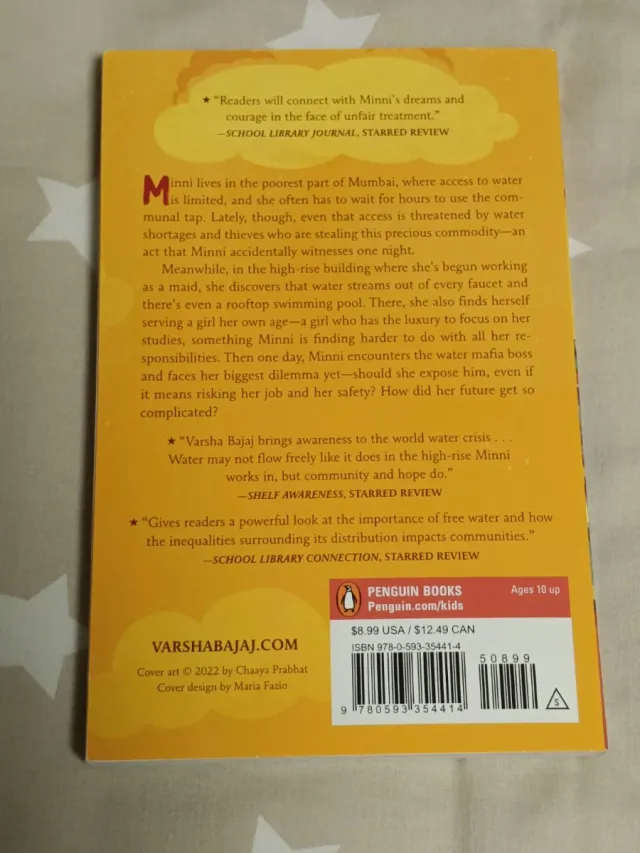 ★ “Readers will connect with Minni’s dreams and
courage in the face of unfair treatment.”
—SCHOOL LIBRARY JOURNAL, STARRED REVIEW
Minni lives in the poorest part of Mumbai, where access to water
is limited, and she often has to wait for hours to use the com-
munal tap. Lately, though, even that access is threatened by water
shortages and thieves who are stealing this precious commodity—an
act that Minni accidentally witnesses one night.
Meanwhile, in the high-rise building where she’s begun working
as a maid, she discovers that water streams out of every faucet and
there’s even a rooftop swimming pool. There, she also finds herself
serving a girl her own age—a girl who has the luxury to focus on her
studies, something Minni is finding harder to do with all her re-
sponsibilities. Then one day, Minni encounters the water mafia boss
and faces her biggest dilemma yet—should she expose him, even if
it means risking her job and her safety? How did her future get so
complicated?
★ “Varsha Bajaj brings awareness to the world water crisis . . .
Water may not flow freely like it does in the high-rise Minni
works in, but community and hope do.”
—SHELF AWARENESS, STARRED REVIEW
★ “Gives readers a powerful look at the importance of free water and how
the inequalities surrounding its distribution impacts communities.”
—SCHOOL LIBRARY CONNECTION, STARRED REVIEW
VARSHABAJAJ.COM
Cover art © 2022 by Chaaya Prabhat
Cover design by Maria Fazio
PENGUIN BOOKS
Penguin.com/kids
Ages 10 up
$8.99 USA / $12.49 CAN
ISBN 978-0-593-35441-4
50899
9 780593 354414
S